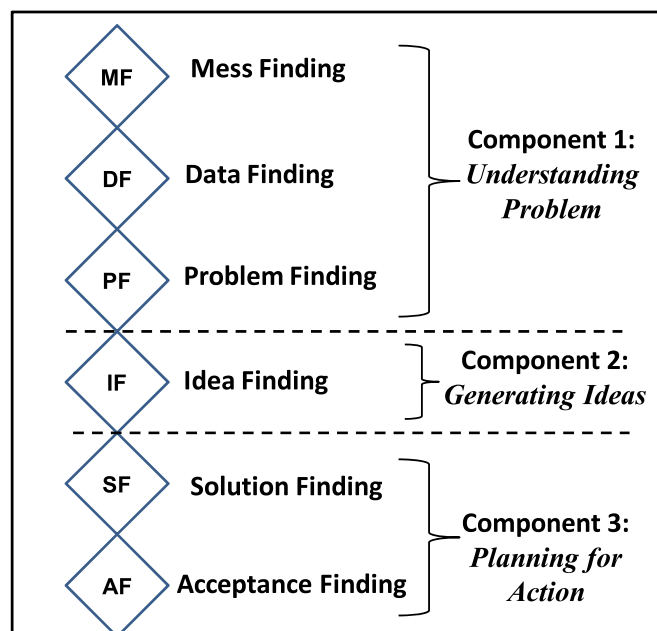 MF Mess Finding
DF Data Finding
PF Problem Finding
Component 1:
Understanding
Problem
IF Idea Finding
Component 2:
Generating Ideas
SF Solution Finding
AF Acceptance Finding
Component 3:
Planning for
Action